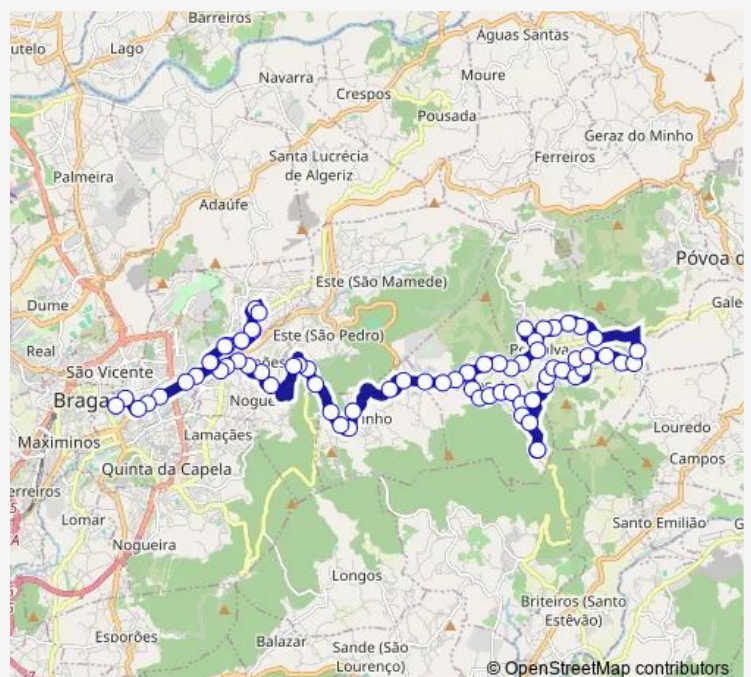 Barreiros
Lago
Águas Santas
Navarra
Moure
Crespos
Pousada
Geraz do Minho
Santa Lucrécia
de Algeriz
Ferreiros
Palmeira
Adaúfe
Póvoa d
Este (São Mamede)
Dume
Este (São Pedro)
Real
São Vicente
Braga
Nogue
inho
Lamaçães
Maximinos
Louredo
Quinta da Capela
Campos
erreiros
Lomar
Santo Emilião
Nogueira
Longos
Briteiros (Santo
Estêvão)
Esporões
Balazar
Sande (São
Lourenço)
© OpenStreetMap contributors